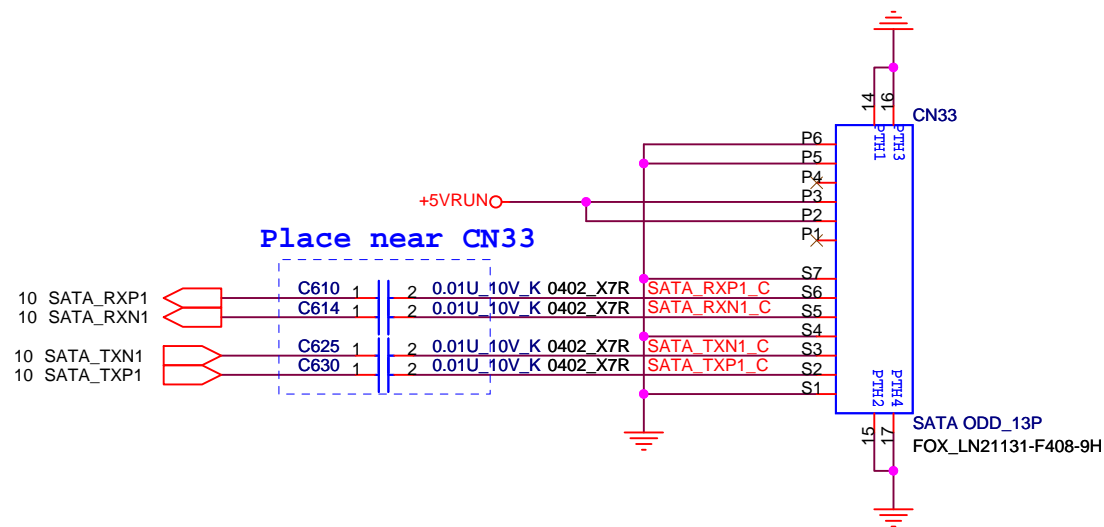 14
16
CN33
PTH1
PTH3
P6
P5
P4
P3
+5VRUN
P2
P1
Place near CN33
S7
C610 1 2 0.01U_10V_K 0402_X7R SATA_RXP1_C
10 SATA_RXP1
S6
C614 1 2 0.01U_10V_K 0402_X7R SATA_RXN1_C
10 SATA_RXN1
S5
S4
C625 1 2 0.01U_10V_K 0402_X7R SATA_TXN1_C
10 SATA_TXN1
S3
C630 1 2 0.01U_10V_K 0402_X7R SATA_TXP1_C
10 SATA_TXP1
S2
S1
PTH2
PTH4
SATA ODD_13P
15
17
FOX_LN21131-F408-9H